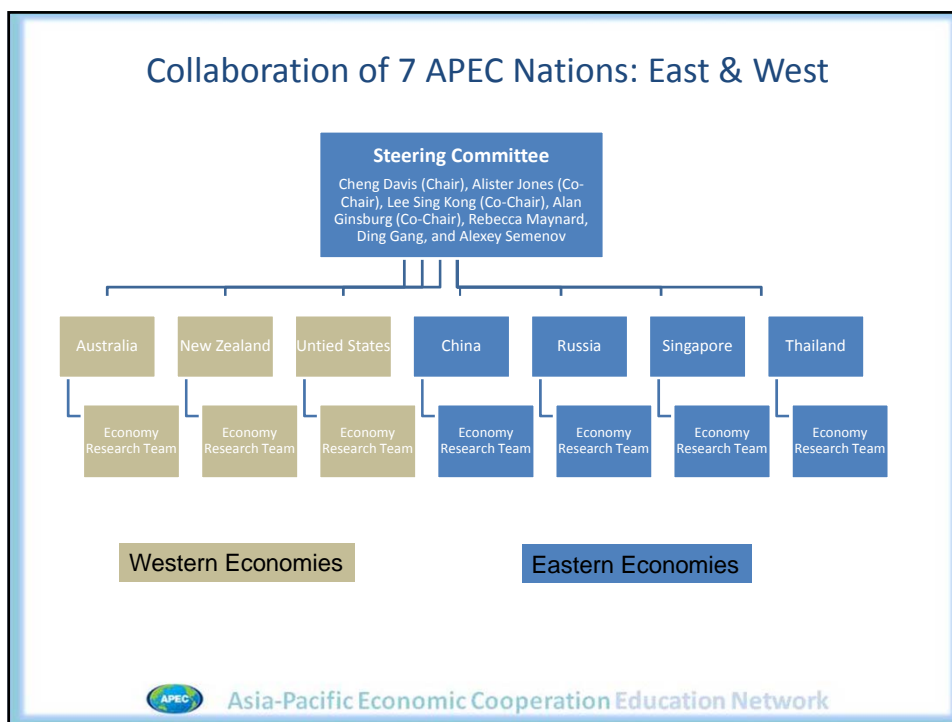 Collaboration of 7 APEC Nations: East & West
Steering Committee
Cheng Davis (Chair), Alister Jones (Co-
Chair), Lee Sing Kong (Co-Chair), Alan
Ginsburg (Co-Chair), Rebecca Maynard,
Ding Gang, and Alexey Semenov
Australia
New Zealand
Untied States
China
Russia
Singapore
Thailand
Economy
Research Team
Economy
Research Team
Economy
Research Team
Economy
Research Team
Economy
Research Team
Economy
Research Team
Economy
Research Team
Western Economies
Eastern Economies
APEC
Asia-Pacific Economic Cooperation Education Network